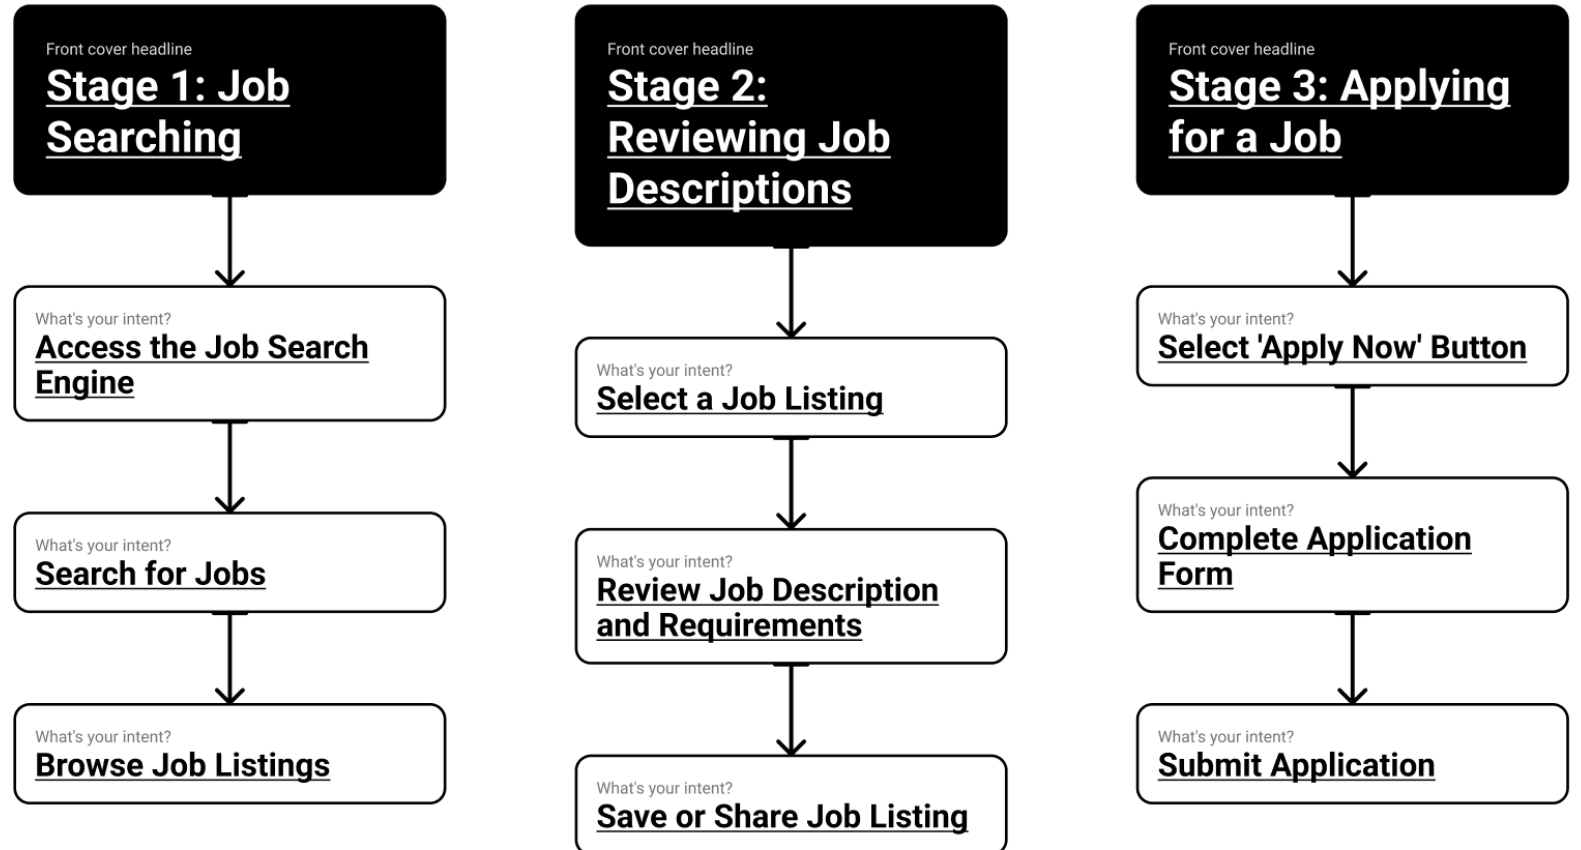 Front cover headline
Stage 1: Job
Searching
What's your intent?
Access the Job Search
Engine
What's your intent?
Search for Jobs
What's your intent?
Browse Job Listings
Front cover headline
Stage 2:
Reviewing Job
Descriptions
What's your intent?
Select a Job Listing
What's your intent?
Review Job Description
and Requirements
What's your intent?
Save or Share Job Listing
Front cover headline
Stage 3: Applying
for a Job
What's your intent?
Select 'Apply Now' Button
What's your intent?
Complete Application
Form
What's your intent?
Submit Application